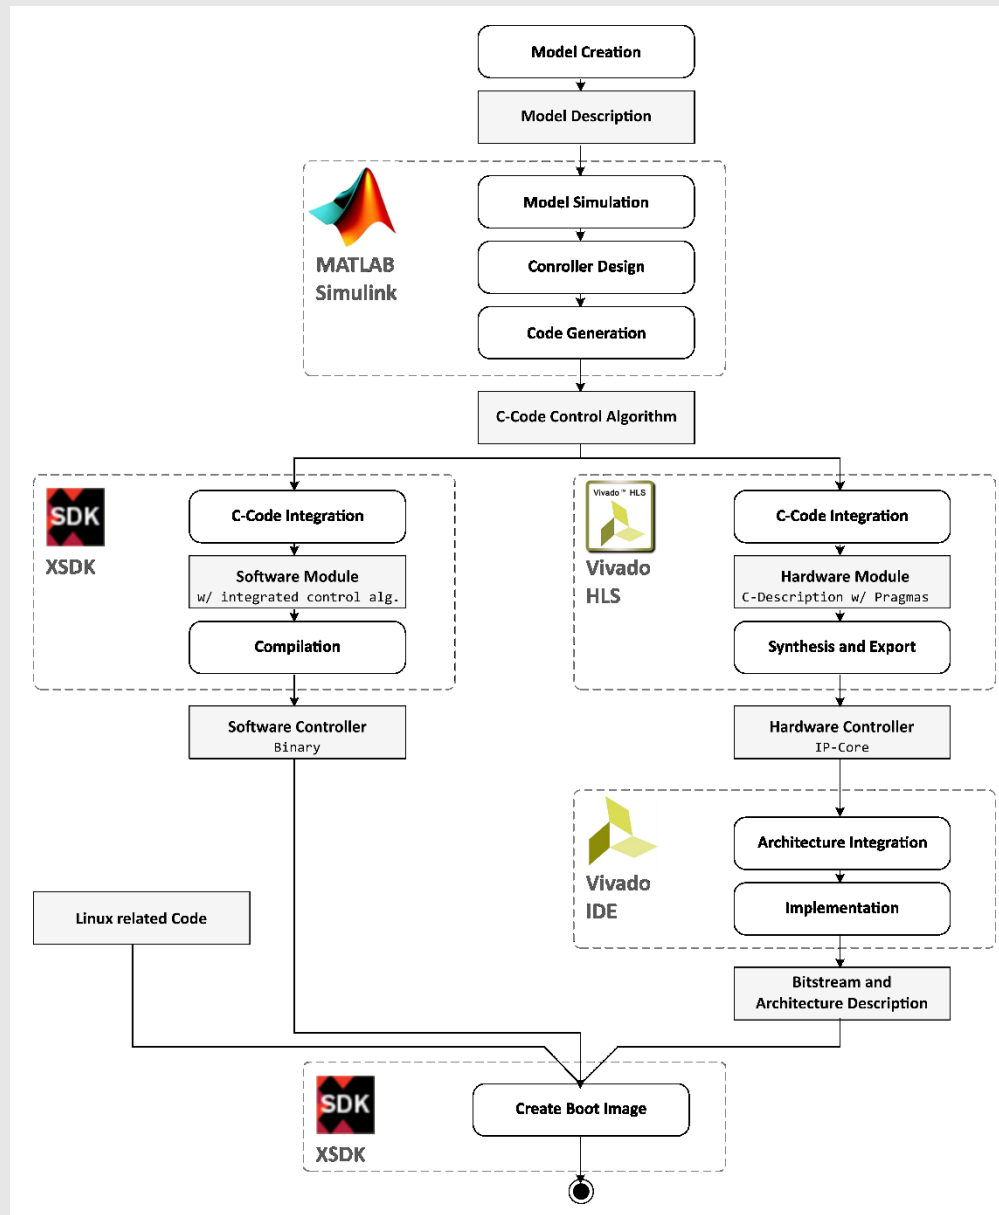 Model Creation
Model Description
MATLAB
Simulink
Model Simulation
Conroller Design
Code Generation
C-Code Control Algorithm
SDK
XSDK
C-Code Integration
Software Module
w/ integrated control alg.
Compilation
Vivado™ HLS
Vivado
HLS
C-Code Integration
Hardware Module
C-Description w/ Pragmas
Synthesis and Export
Software Controller
Binary
Hardware Controller
IP-Core
Vivado
IDE
Architecture Integration
Implementation
Linux related Code
Bitstream and
Architecture Description
SDK
XSDK
Create Boot Image